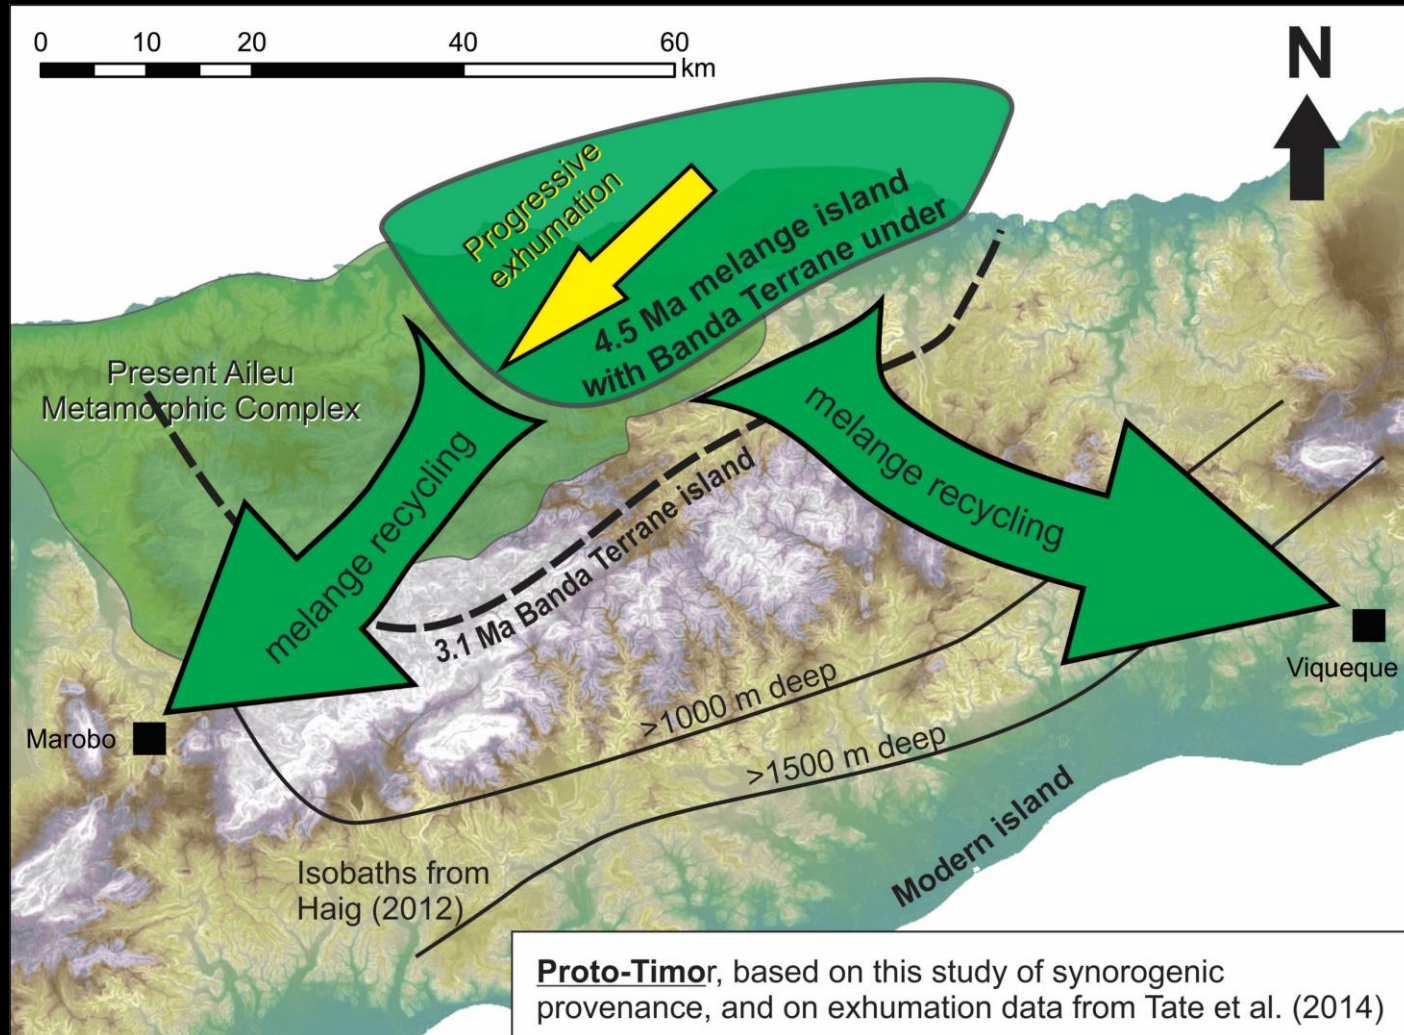 0 10 20 40 60
km
N
Progressive
exhumation
4.5 Ma melange island
with Banda Terrane under
Present Aileu
Metamorphic Complex
melange recycling
melange recycling
3.1 Ma Banda Terrane island
Viqueque
Marobo
>1000 m deep
>1500 m deep
Modern island
Isobaths from
Haig (2012)
Proto-Timor, based on this study of synorogenic
provenance, and on exhumation data from Tate et al. (2014)